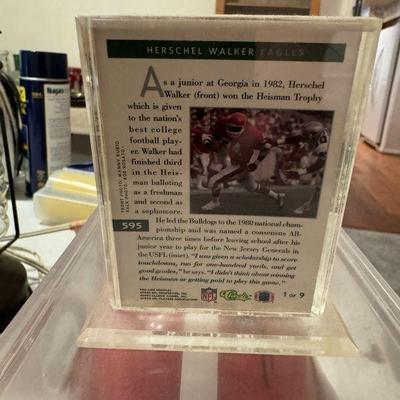 Niagara
HERSCHEL WALKER EAGLES
As a junior at Georgia in 1982, Herschel
Walker (front) won the Heisman Trophy
which is given
to the nation's
best college
football play-
er. Walker had
finished third
in the Heis-
man balloting
as a freshman
and second as
a sophomore.
595
He led the Bulldogs to the 1980 national cham-
pionship and was named a consensus All-
America three times before leaving school after his
junior year to play for the New Jersey Generals in
the USFL (inset). "I was given a scholarship to score
touchdowns, run for one-hundred yards, and get
good grades," he says. "I didn't think about winning
the Heisman or getting paid to play this game."
NFL
Classic
1 of 9